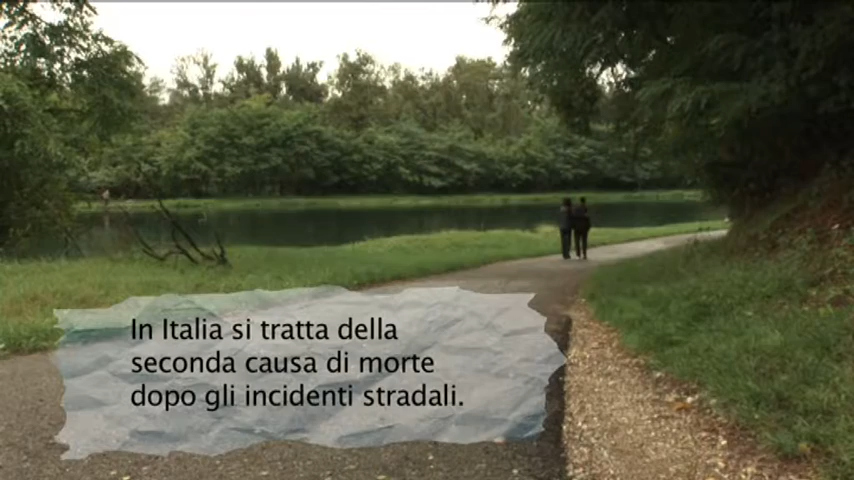 In Italia si tratta della
seconda causa di morte
dopo gli incidenti stradali.